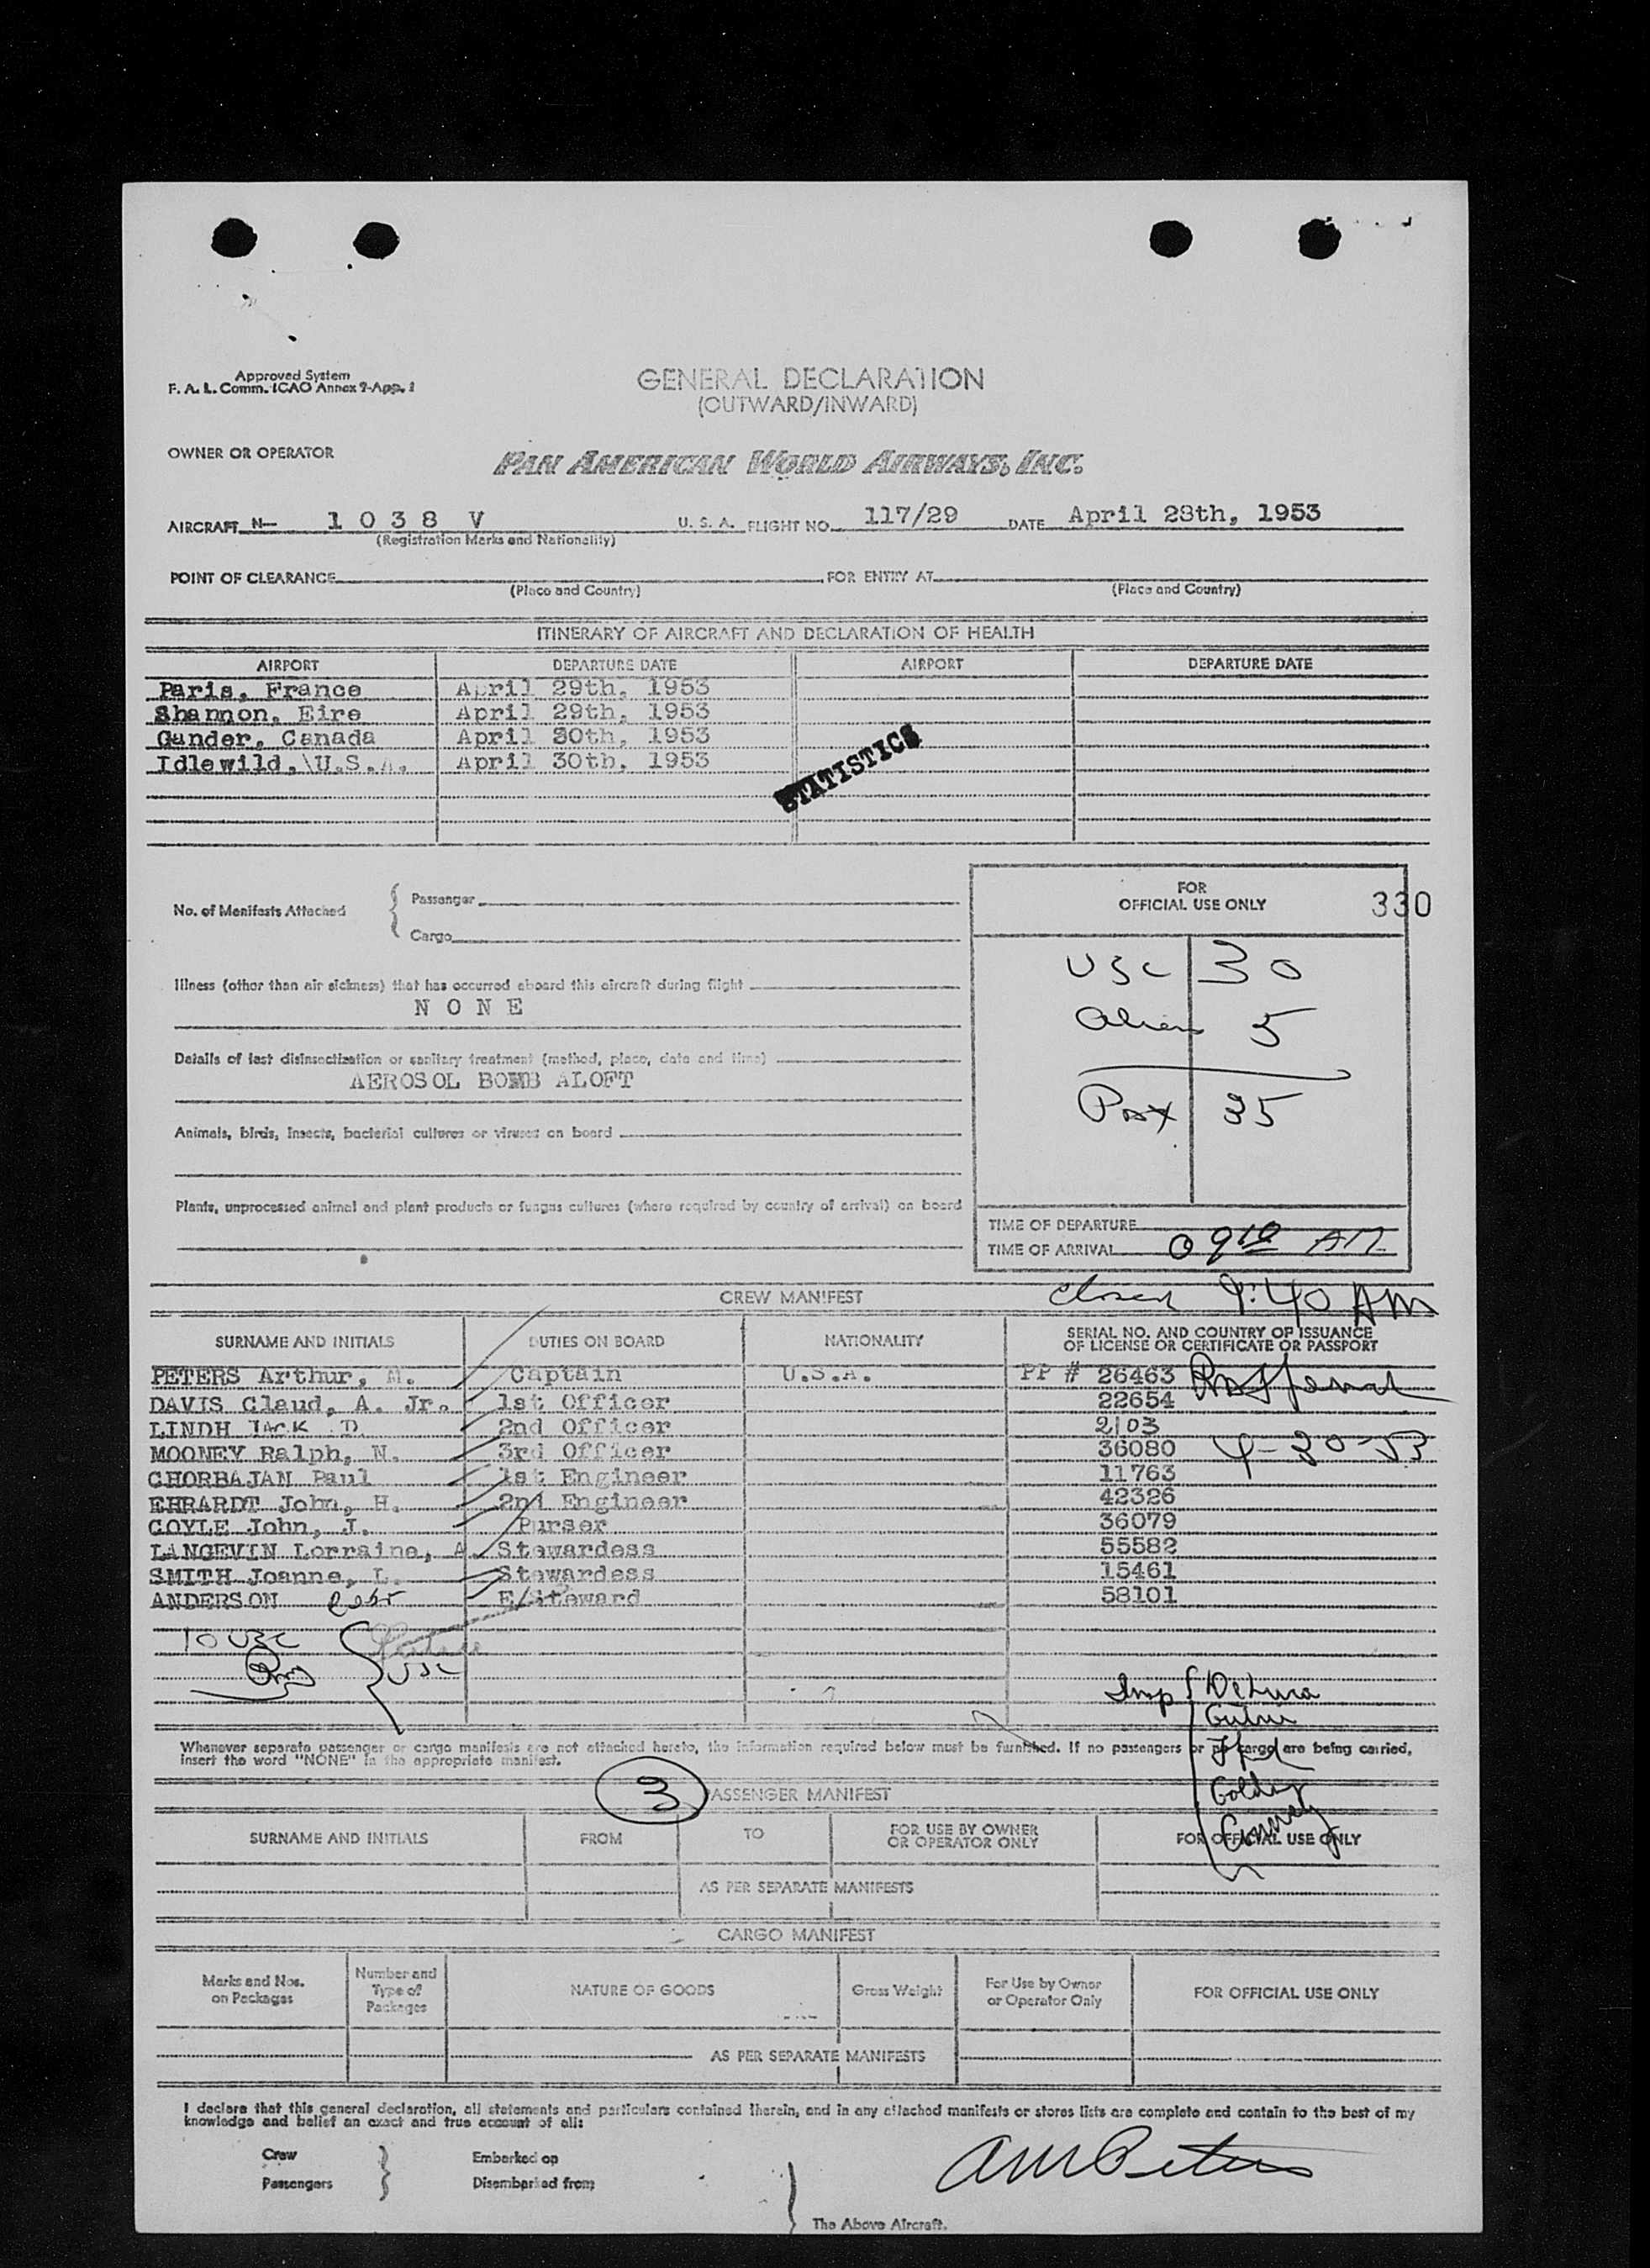 Approved System
F. A. L. Comm. ICAO Annex 9-App. 1
GENERAL DECLARATION
(OUTWARD/INWARD)
OWNER OR OPERATOR
PAN AMERICAN WORLD AIRWAYS, INC.
AIRCRAFT N- 1 0 3 8 V U. S. A. FLIGHT NO. 117/29 DATE April 28th, 1953
(Registration Marks and Nationality)
POINT OF CLEARANCE FOR ENTRY AT
(Place and Country) (Place and Country)
ITINERARY OF AIRCRAFT AND DECLARATION OF HEALTH
AIRPORT DEPARTURE DATE AIRPORT DEPARTURE DATE
Paris, France April 29th, 1953
Shannon, Eire April 29th, 1953
Gander, Canada April 30th, 1953
Idlewild, U.S.A. April 30th, 1953
STATISTICS
FOR
OFFICIAL USE ONLY 330
No. of Manifests Attached Passenger
Cargo
USC 30
Alien 5
Pax 35
Illness (other than air sickness) that has occurred aboard this aircraft during flight
N O N E
Details of last disinsectization or sanitary treatment (method, place, date and time)
AEROSOL BOMB ALOFT
Animals, birds, insects, bacterial cultures or viruses on board
Plants, unprocessed animal and plant products or fungus cultures (where required by country of arrival) on board
TIME OF DEPARTURE
TIME OF ARRIVAL 0910 AM
CREW MANIFEST closed 9:40 AM
SURNAME AND INITIALS DUTIES ON BOARD NATIONALITY SERIAL NO. AND COUNTRY OF ISSUANCE
OF LICENSE OR CERTIFICATE OR PASSPORT
PETERS Arthur, M. Captain U.S.A. PP # 26463
DAVIS Claud, A. Jr. 1st Officer 22654
LINDH JACK D. 2nd Officer 2103
MOONEY Ralph, N. 3rd Officer 36080 4-30-53
CHORBAJAN Paul 1st Engineer 11763
EHRARDT John, H. 2nd Engineer 42326
COYLE John, J. Purser 36079
LANGEVIN Lorraine, A. Stewardess 55582
SMITH Joanne, L. Stewardess 15461
ANDERSON Robt E/Steward 58101
10 USC
USC
Insp DeLuca
Whenever separate passenger or cargo manifests are not attached hereto, the information required below must be furnished. If no passengers or no cargo are being carried,
insert the word "NONE" in the appropriate manifest.
3 PASSENGER MANIFEST
SURNAME AND INITIALS FROM TO FOR USE BY OWNER
OR OPERATOR ONLY FOR OFFICIAL USE ONLY
AS PER SEPARATE MANIFESTS
CARGO MANIFEST
Marks and Nos.
on Packages Number and
Type of
Packages NATURE OF GOODS Gross Weight For Use by Owner
or Operator Only FOR OFFICIAL USE ONLY
AS PER SEPARATE MANIFESTS
I declare that this general declaration, all statements and particulars contained therein, and in any attached manifests or stores lists are complete and contain to the best of my
knowledge and belief an exact and true account of all:
Crew Embarked on
Passengers Disembarked from
A M Peters
The Above Aircraft.